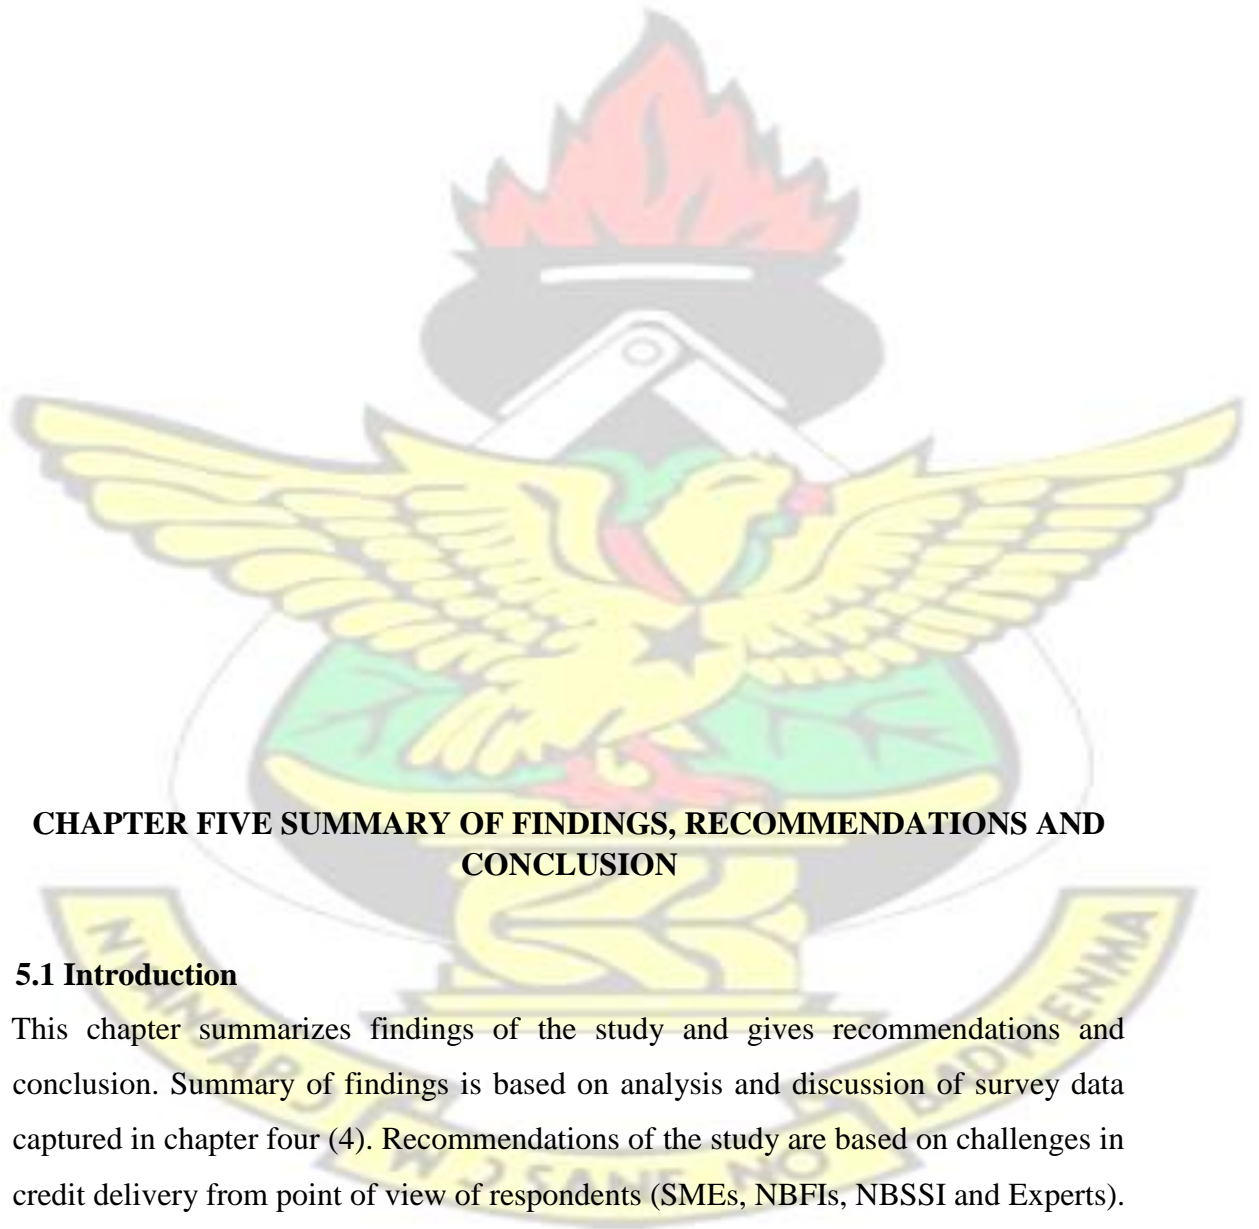 CHAPTER FIVE SUMMARY OF FINDINGS, RECOMMENDATIONS AND
CONCLUSION
5.1 Introduction
This chapter summarizes findings of the study and gives recommendations and
conclusion. Summary of findings is based on analysis and discussion of survey data
captured in chapter four (4). Recommendations of the study are based on challenges in
credit delivery from point of view of respondents (SMEs, NBFIs, NBSSI and Experts).
W J SANE NO
BADWENMA